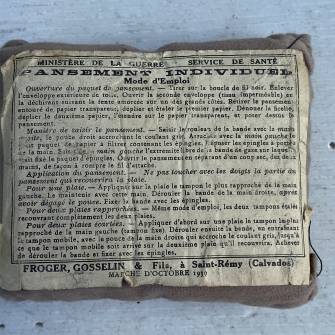 MINISTÈRE DE LA GUERRE SERVICE DE SANTÉ
PANSEMENT INDIVIDUEL
Mode d'Emploi
Ouverture du paquet de pansement. — Tirer sur la boucle de fil noir. Enlever
l'enveloppe extérieure de toile. Ouvrir la seconde enveloppe (tissu imperméable) en
la déchirant suivant la fente amorcée sur un des grands côtés. Retirer le pansement
entouré de papier transparent, déplier et étaler le premier papier. Dénouer la ficelle,
déplier le deuxième papier, l'étendre sur le papier transparent, et poser dessus les
pansements.
Manière de saisir le pansement. — Saisir le rouleau de la bande avec la main
le pouce droit accrochant le coulant gris. Arracher avec la main gauche le
paquet de papier à filtrer contenant les épingles. Fixer les épingles à portée
de la main. Saisir de la main gauche l'extrémité libre de la bande de gaze sur laquelle
est fixé le paquet d'épingles. Ouvrir le pansement en séparant d'un coup sec, des deux
mains, de façon à rompre le fil d'attache.
Application du pansement. — Ne pas toucher avec les doigts la partie du
pansement qui recouvrira la plaie.
Pour une plaie. — Appliquer sur la plaie le tampon le plus rapproché de la main
gauche. Le maintenir avec cette main. Dérouler la bande de la main droite, après
avoir dégagé le pouce. Fixer la bande avec les épingles.
Pour deux plaies rapprochées. — Même mode d'emploi, les deux tampons étalés
recouvrant complètement les deux plaies.
Pour deux plaies écartées. — Appliquer d'abord sur une plaie le tampon le plus
rapproché de la main gauche (tampon fixe). Dérouler ensuite la bande, en entraînant
le tampon mobile, avec le pouce de la main droite qui accroche le coulant gris, jusqu'à
ce que le tampon mobile soit arrivé sur la deuxième plaie qu'il recouvrira. Achever
de dérouler la bande et fixer avec les épingles.
FROGER, GOSSELIN & Fils, à Saint-Rémy (Calvados)
MARCHÉ D'OCTOBRE 1939